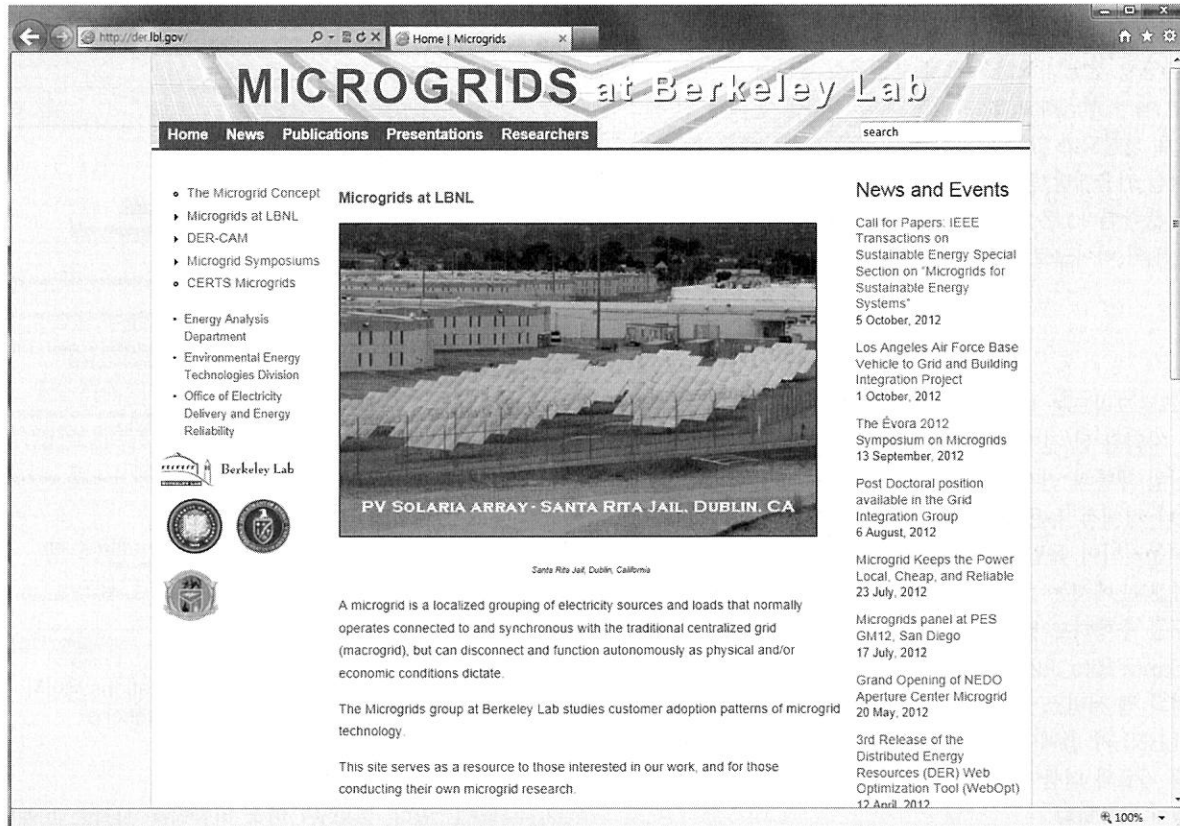 http://der.lbl.gov/
Home | Microgrids
MICROGRIDS at Berkeley Lab
Home News Publications Presentations Researchers
search
The Microgrid Concept
Microgrids at LBNL
DER-CAM
Microgrid Symposiums
CERTS Microgrids
Energy Analysis
Department
Environmental Energy
Technologies Division
Office of Electricity
Delivery and Energy
Reliability
Berkeley Lab
BERKELEY LAB
Microgrids at LBNL
PV SOLARIA ARRAY - SANTA RITA JAIL, DUBLIN, CA
Santa Rita Jail, Dublin, California
A microgrid is a localized grouping of electricity sources and loads that normally
operates connected to and synchronous with the traditional centralized grid
(macrogrid), but can disconnect and function autonomously as physical and/or
economic conditions dictate.
The Microgrids group at Berkeley Lab studies customer adoption patterns of microgrid
technology.
This site serves as a resource to those interested in our work, and for those
conducting their own microgrid research.
News and Events
Call for Papers: IEEE
Transactions on
Sustainable Energy Special
Section on "Microgrids for
Sustainable Energy
Systems"
5 October, 2012
Los Angeles Air Force Base
Vehicle to Grid and Building
Integration Project
1 October, 2012
The Évora 2012
Symposium on Microgrids
13 September, 2012
Post Doctoral position
available in the Grid
Integration Group
6 August, 2012
Microgrid Keeps the Power
Local, Cheap, and Reliable
23 July, 2012
Microgrids panel at PES
GM12, San Diego
17 July, 2012
Grand Opening of NEDO
Aperture Center Microgrid
20 May, 2012
3rd Release of the
Distributed Energy
Resources (DER) Web
Optimization Tool (WebOpt)
12 April, 2012
100%